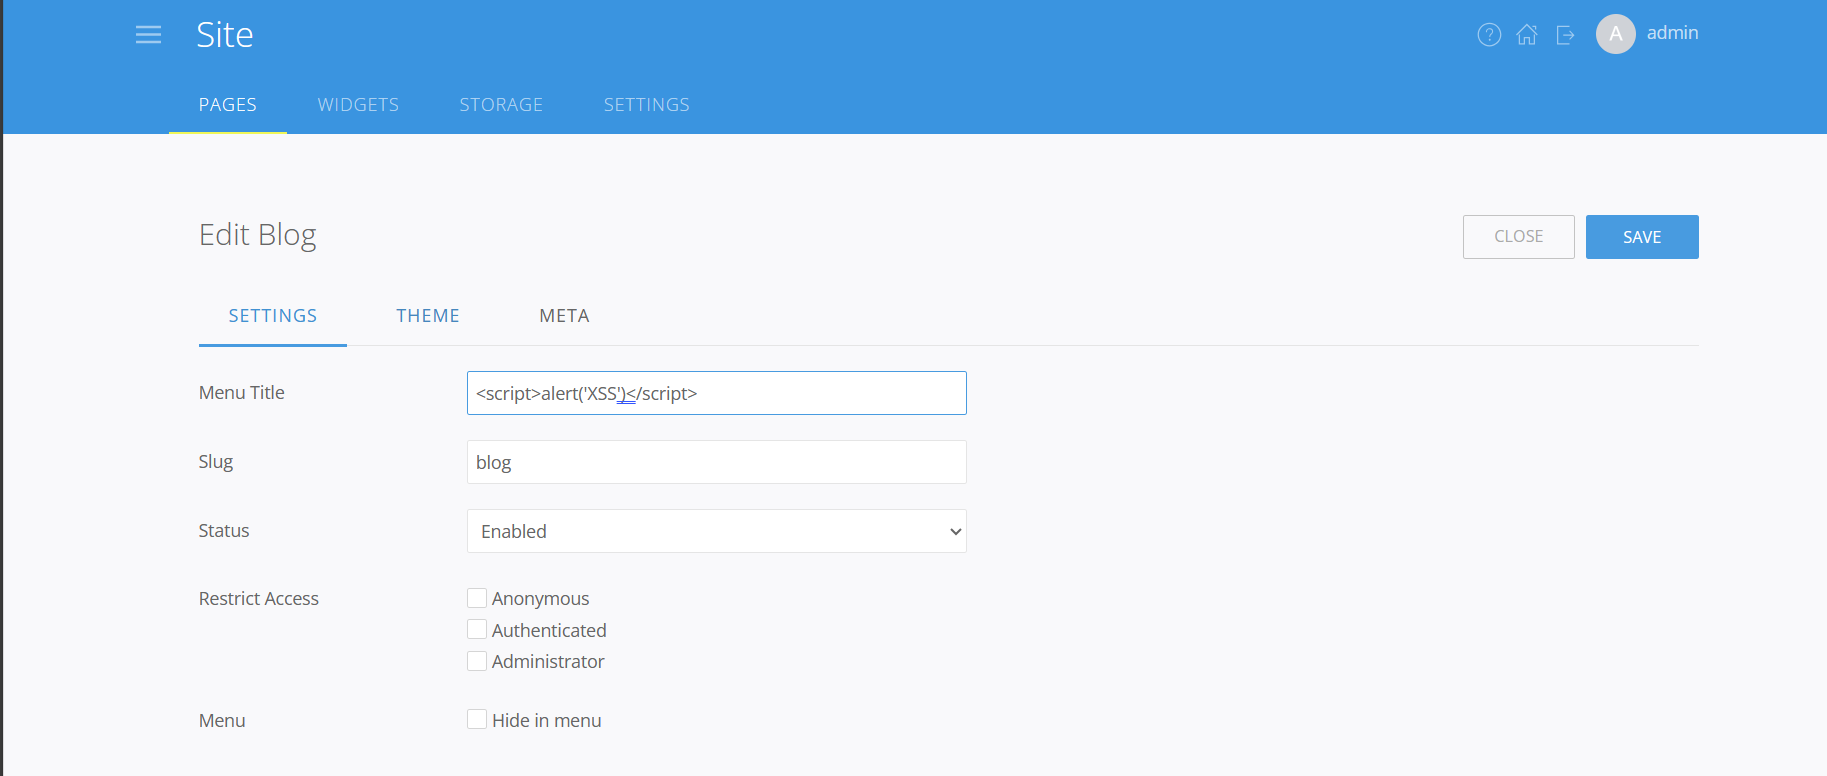 Site
? A admin
PAGES WIDGETS STORAGE SETTINGS
Edit Blog
CLOSE SAVE
SETTINGS THEME META
Menu Title <script>alert('XSS')</script>
Slug blog
Status Enabled
Restrict Access Anonymous
Authenticated
Administrator
Menu Hide in menu